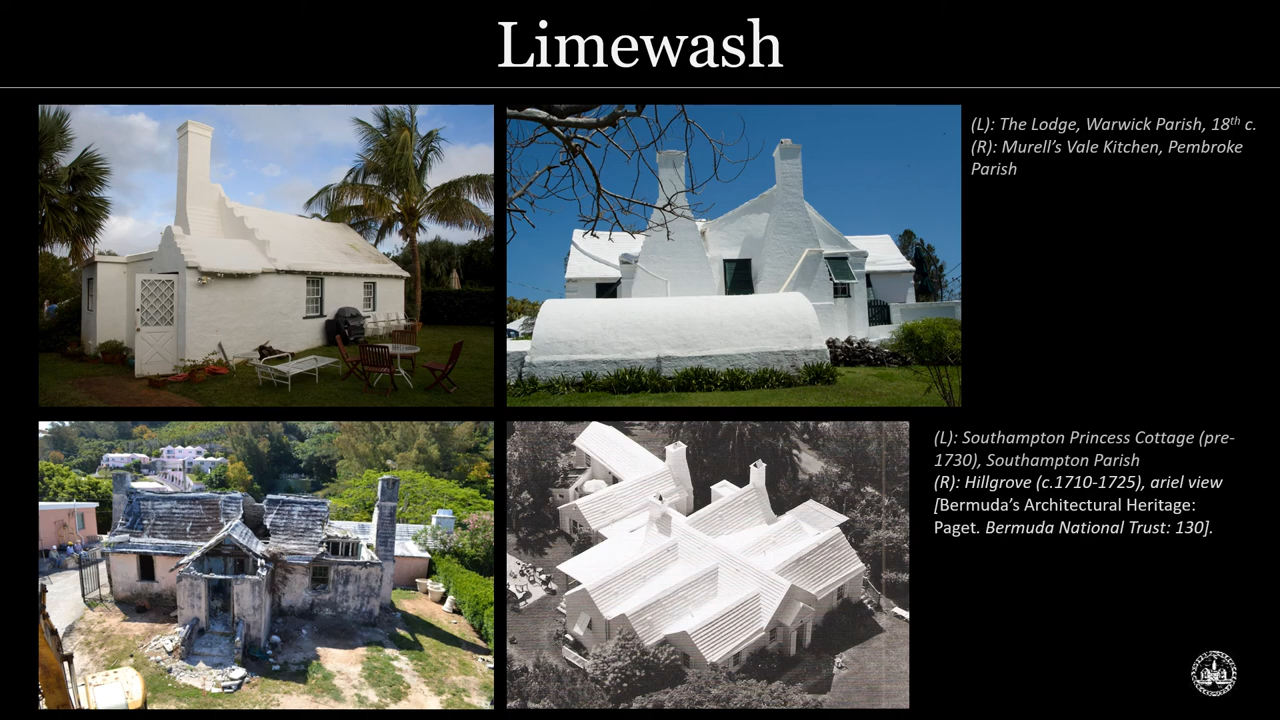 Limewash
(L): The Lodge, Warwick Parish, 18th c.
(R): Murell's Vale Kitchen, Pembroke
Parish
(L): Southampton Princess Cottage (pre-
1730), Southampton Parish
(R): Hillgrove (c.1710-1725), ariel view
[Bermuda's Architectural Heritage:
Paget. Bermuda National Trust: 130].